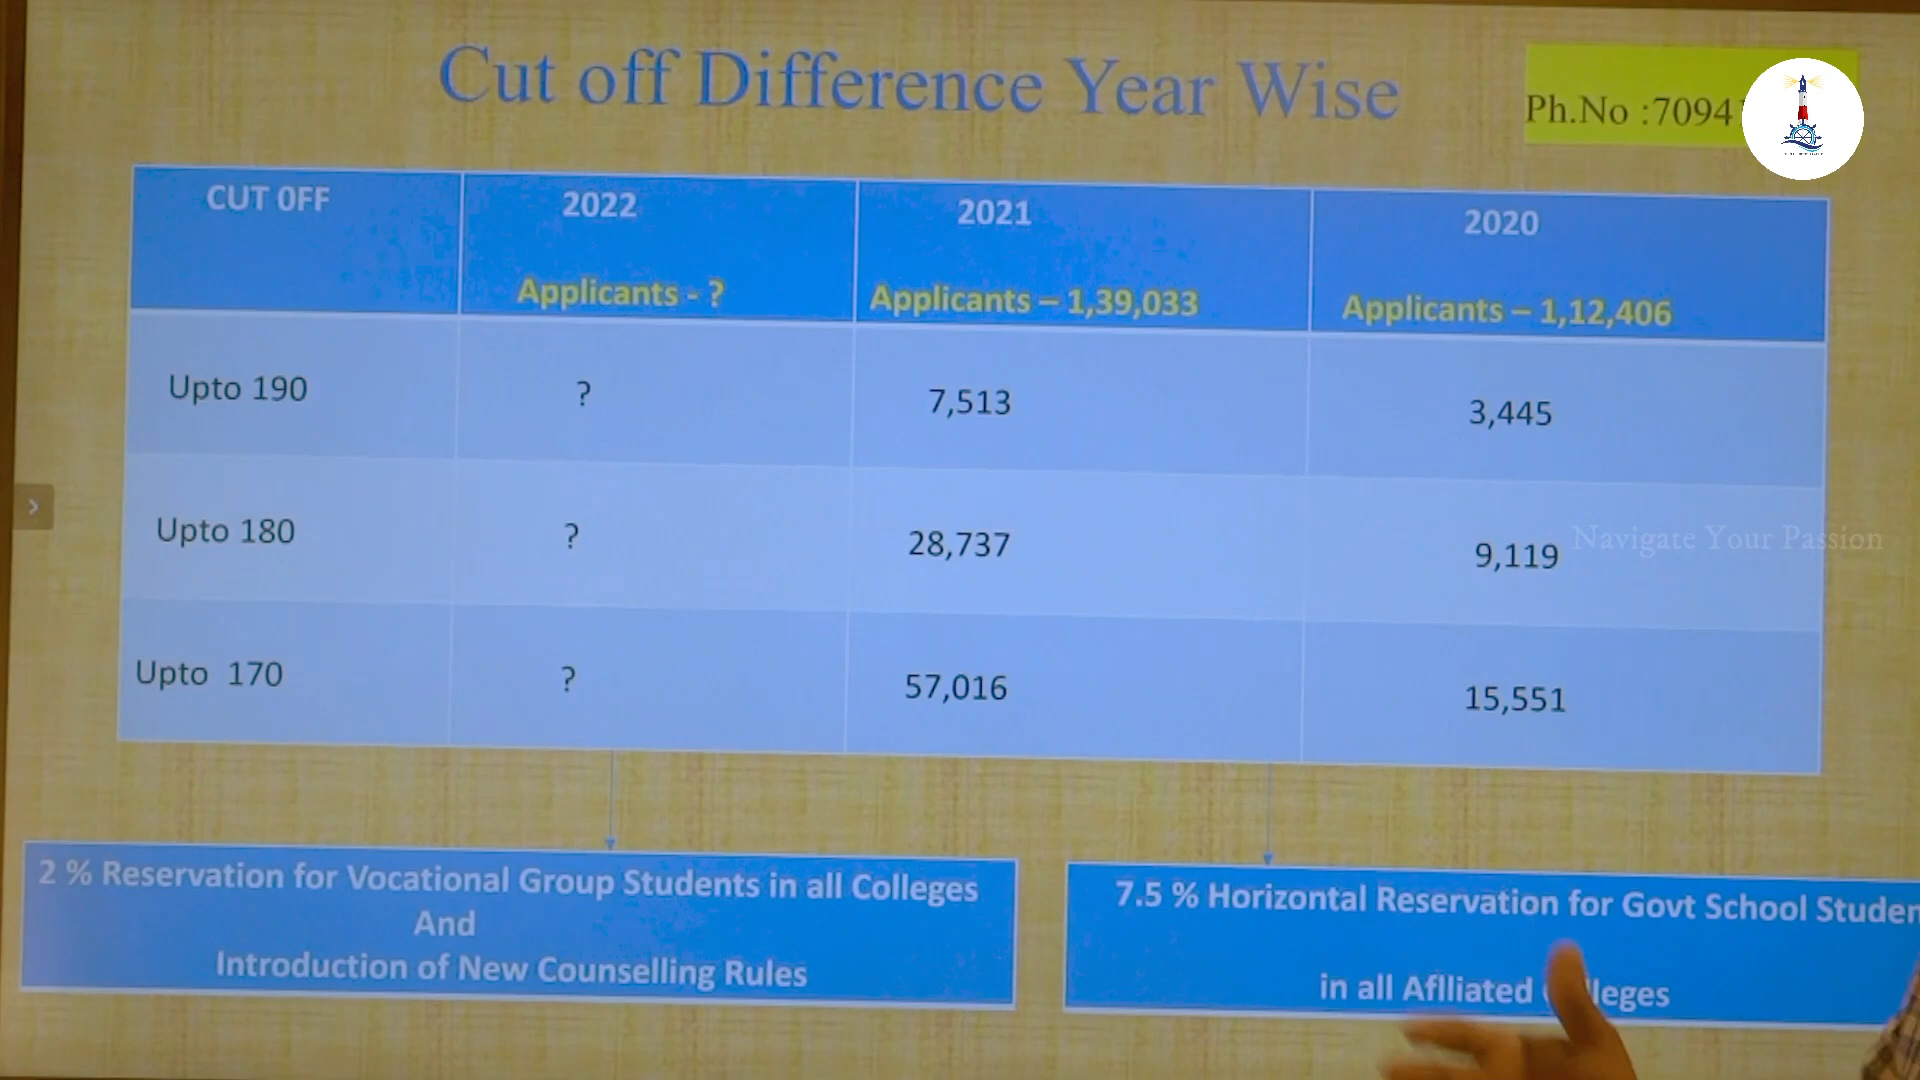 Cut off Difference Year Wise
Ph.No :7094
CUT 0FF 2022 2021 2020
Applicants - ? Applicants – 1,39,033 Applicants – 1,12,406
Upto 190 ? 7,513 3,445
Upto 180 ? 28,737 9,119
Navigate Your Passion
Upto 170 ? 57,016 15,551
2 % Reservation for Vocational Group Students in all Colleges
And
Introduction of New Counselling Rules
7.5 % Horizontal Reservation for Govt School
in all Aflliated